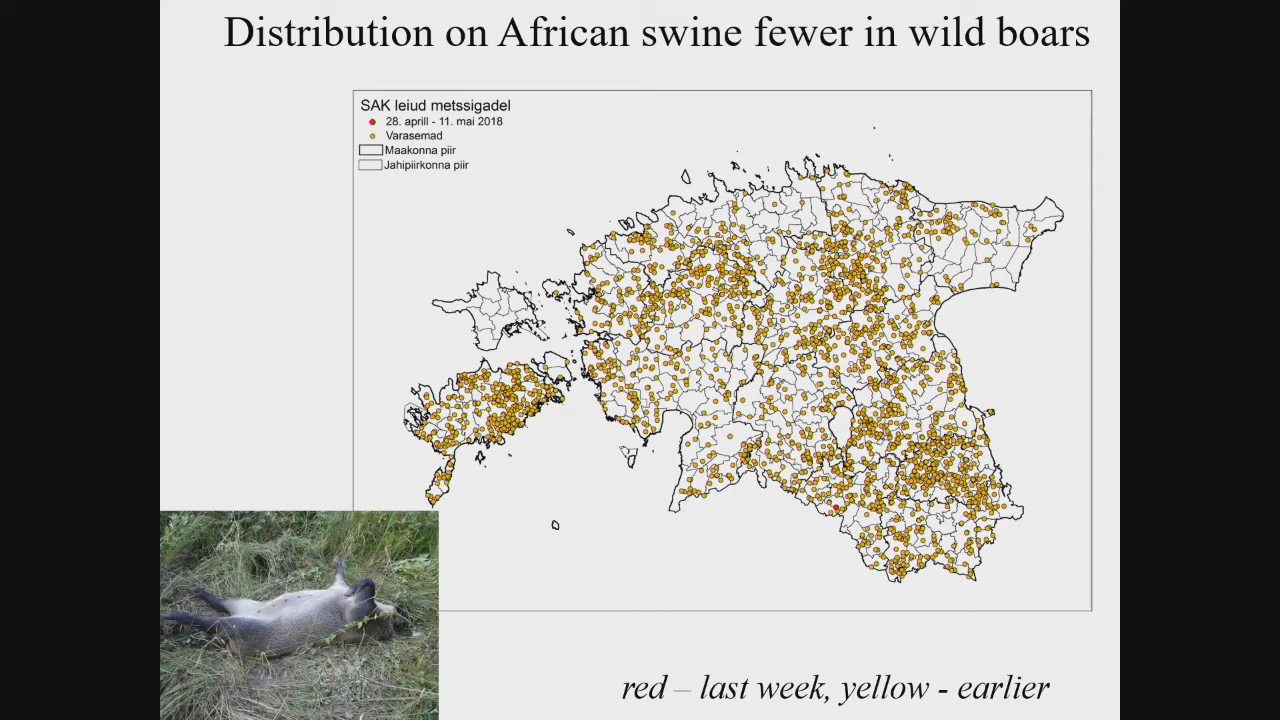 Distribution on African swine fewer in wild boars
SAK leiud metssigadel
28. aprill - 11. mai 2018
Varasemad
Maakonna piir
Jahipiirkonna piir
red – last week, yellow - earlier